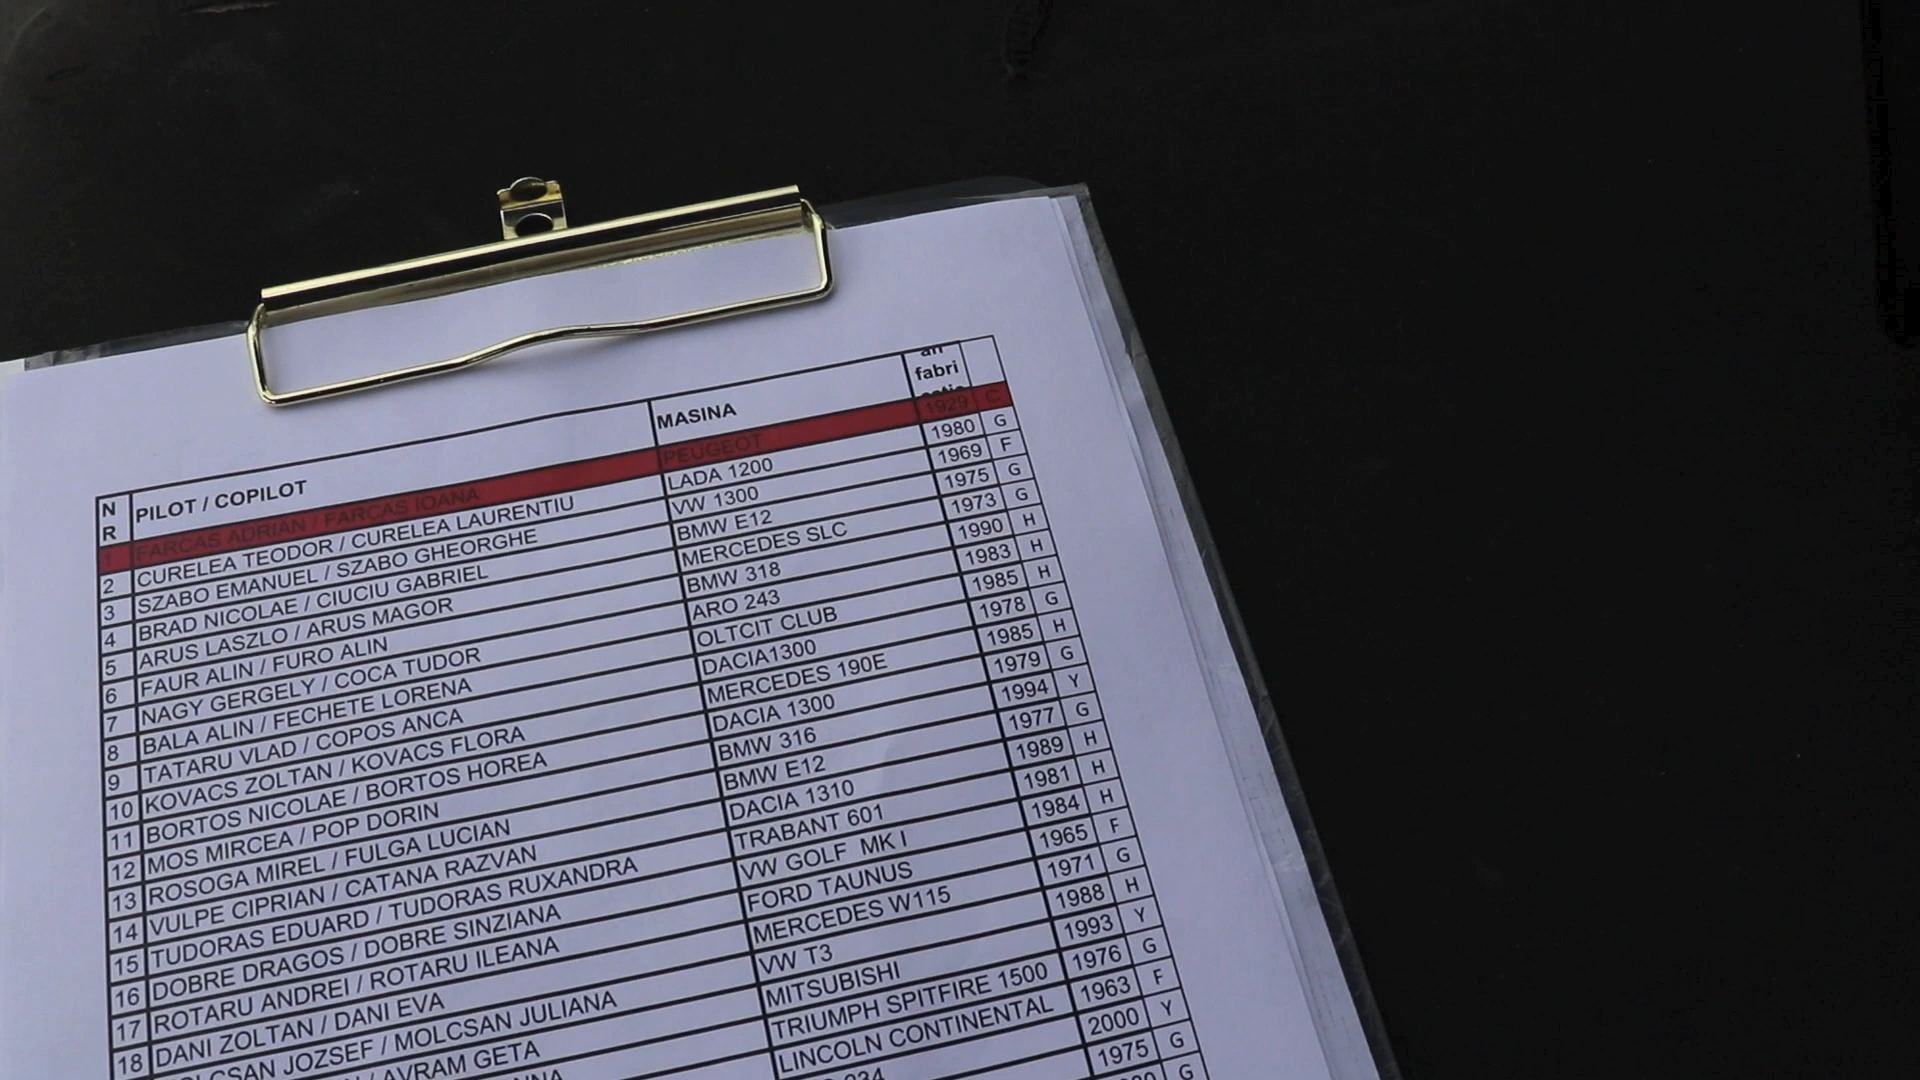 NR PILOT / COPILOT MASINA fabri
1 FARCAS ADRIAN / FARCAS IOANA PEUGEOT 1929 C
2 CURELEA TEODOR / CURELEA LAURENTIU LADA 1200 1980 G
3 SZABO EMANUEL / SZABO GHEORGHE VW 1300 1969 F
4 BRAD NICOLAE / CIUCIU GABRIEL BMW E12 1975 G
5 ARUS LASZLO / ARUS MAGOR MERCEDES SLC 1973 G
6 FAUR ALIN / FURO ALIN BMW 318 1990 H
7 NAGY GERGELY / COCA TUDOR ARO 243 1983 H
8 BALA ALIN / FECHETE LORENA OLTCIT CLUB 1985 H
9 TATARU VLAD / COPOS ANCA DACIA1300 1978 G
10 KOVACS ZOLTAN / KOVACS FLORA MERCEDES 190E 1985 H
11 BORTOS NICOLAE / BORTOS HOREA DACIA 1300 1979 G
12 MOS MIRCEA / POP DORIN BMW 316 1994 Y
13 ROSOGA MIREL / FULGA LUCIAN BMW E12 1977 G
14 VULPE CIPRIAN / CATANA RAZVAN DACIA 1310 1989 H
15 TUDORAS EDUARD / TUDORAS RUXANDRA TRABANT 601 1981 H
16 DOBRE DRAGOS / DOBRE SINZIANA VW GOLF MK I 1984 H
17 ROTARU ANDREI / ROTARU ILEANA FORD TAUNUS 1965 F
18 DANI ZOLTAN / DANI EVA MERCEDES W115 1971 G
JOZSEF / MOLCSAN JULIANA VW T3 1988 H
/ AVRAM GETA MITSUBISHI 1993 Y
TRIUMPH SPITFIRE 1500 1976 G
LINCOLN CONTINENTAL 1963 F
2000 Y
1975 G
G